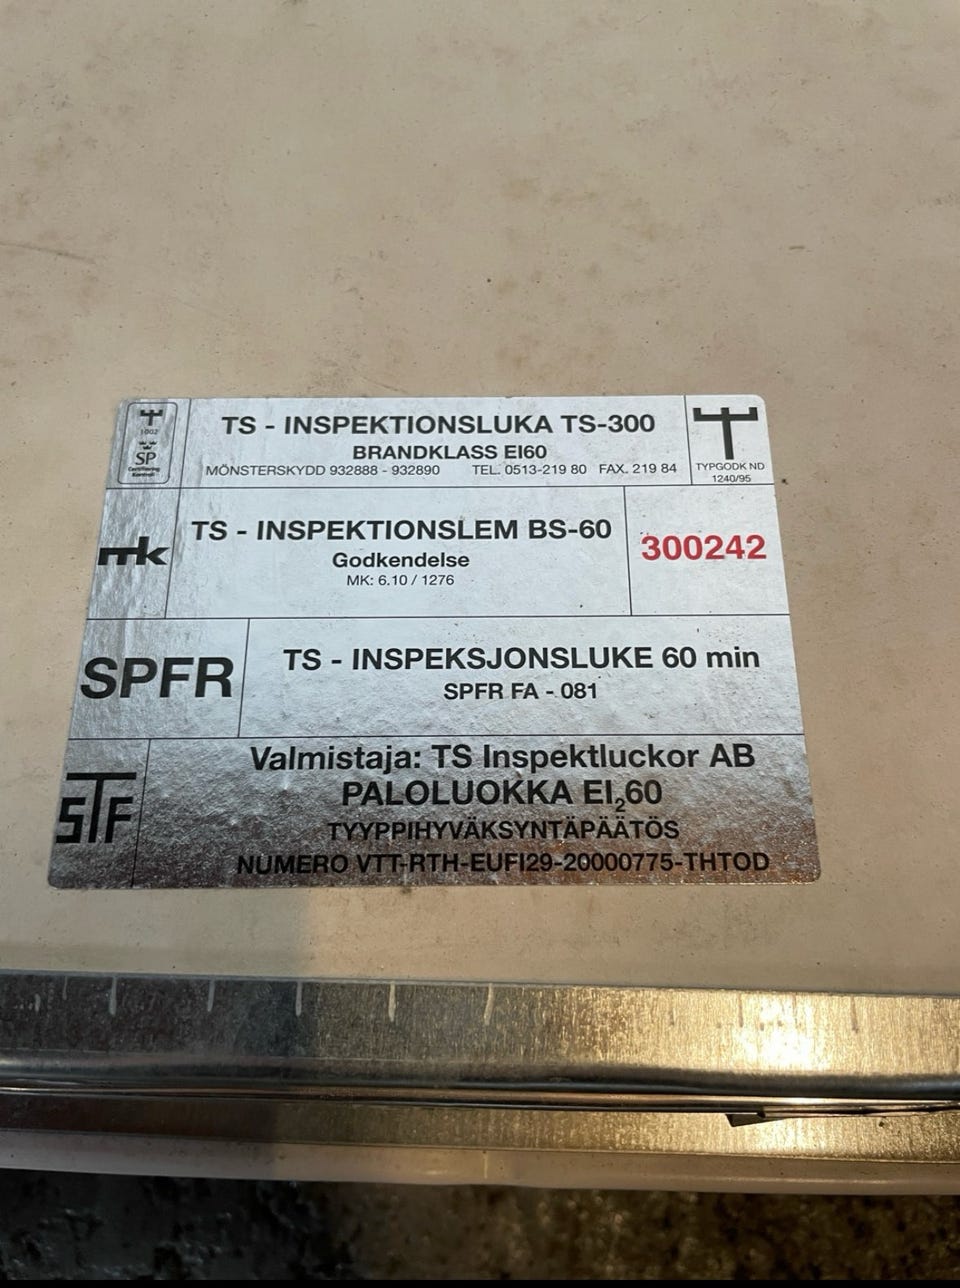 1002
SP
Certifiering
Kontroll
TS - INSPEKTIONSLUKA TS-300
BRANDKLASS EI60
MÖNSTERSKYDD 932888 - 932890 TEL. 0513-219 80 FAX. 219 84
TYPGODK ND
1240/95
mk
TS - INSPEKTIONSLEM BS-60
Godkendelse
MK: 6.10 / 1276
300242
SPFR
TS - INSPEKSJONSLUKE 60 min
SPFR FA - 081
STF
Valmistaja: TS Inspektluckor AB
PALOLUOKKA EI₂60
TYYPPIHYVÄKSYNTÄPÄÄTÖS
NUMERO VTT-RTH-EUFI29-20000775-THTOD